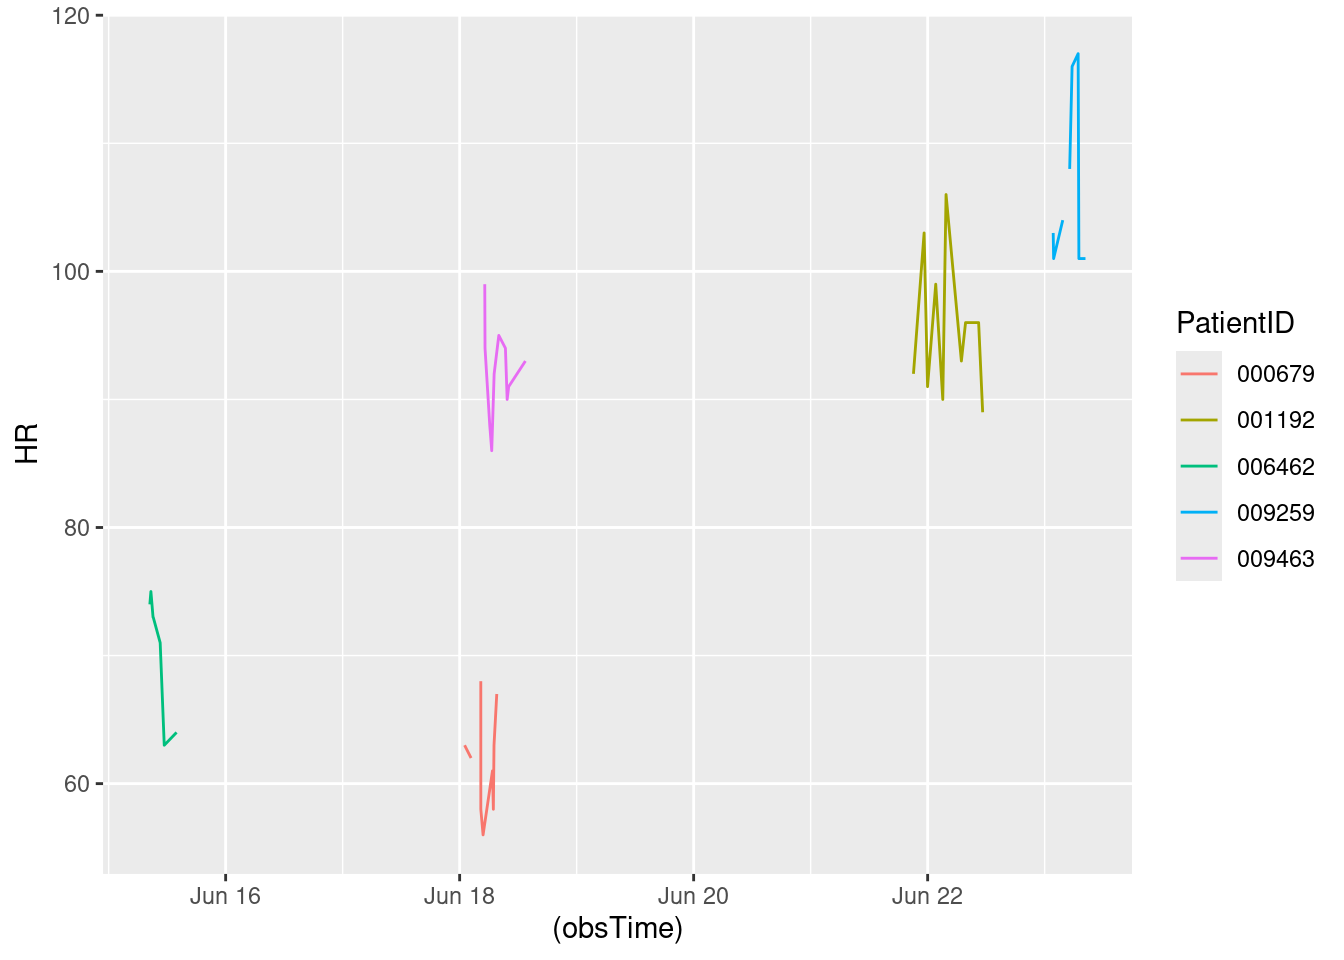 120
100
80
60
HR
Jun 16
Jun 18
Jun 20
Jun 22
(obsTime)
PatientID
000679
001192
006462
009259
009463